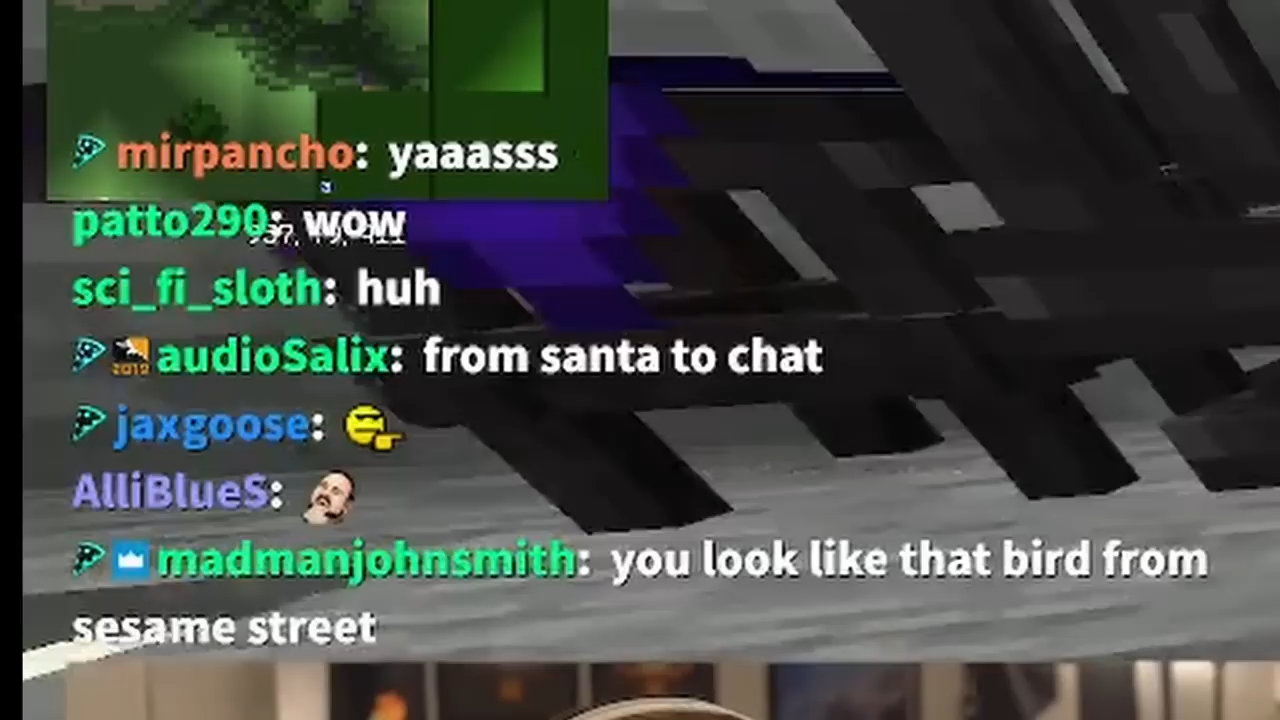 mirpancho: yaaasss
patto290: wow
sci_fi_sloth: huh
2019 audioSalix: from santa to chat
jaxgoose:
AlliBlueS:
madmanjohnsmith: you look like that bird from
sesame street